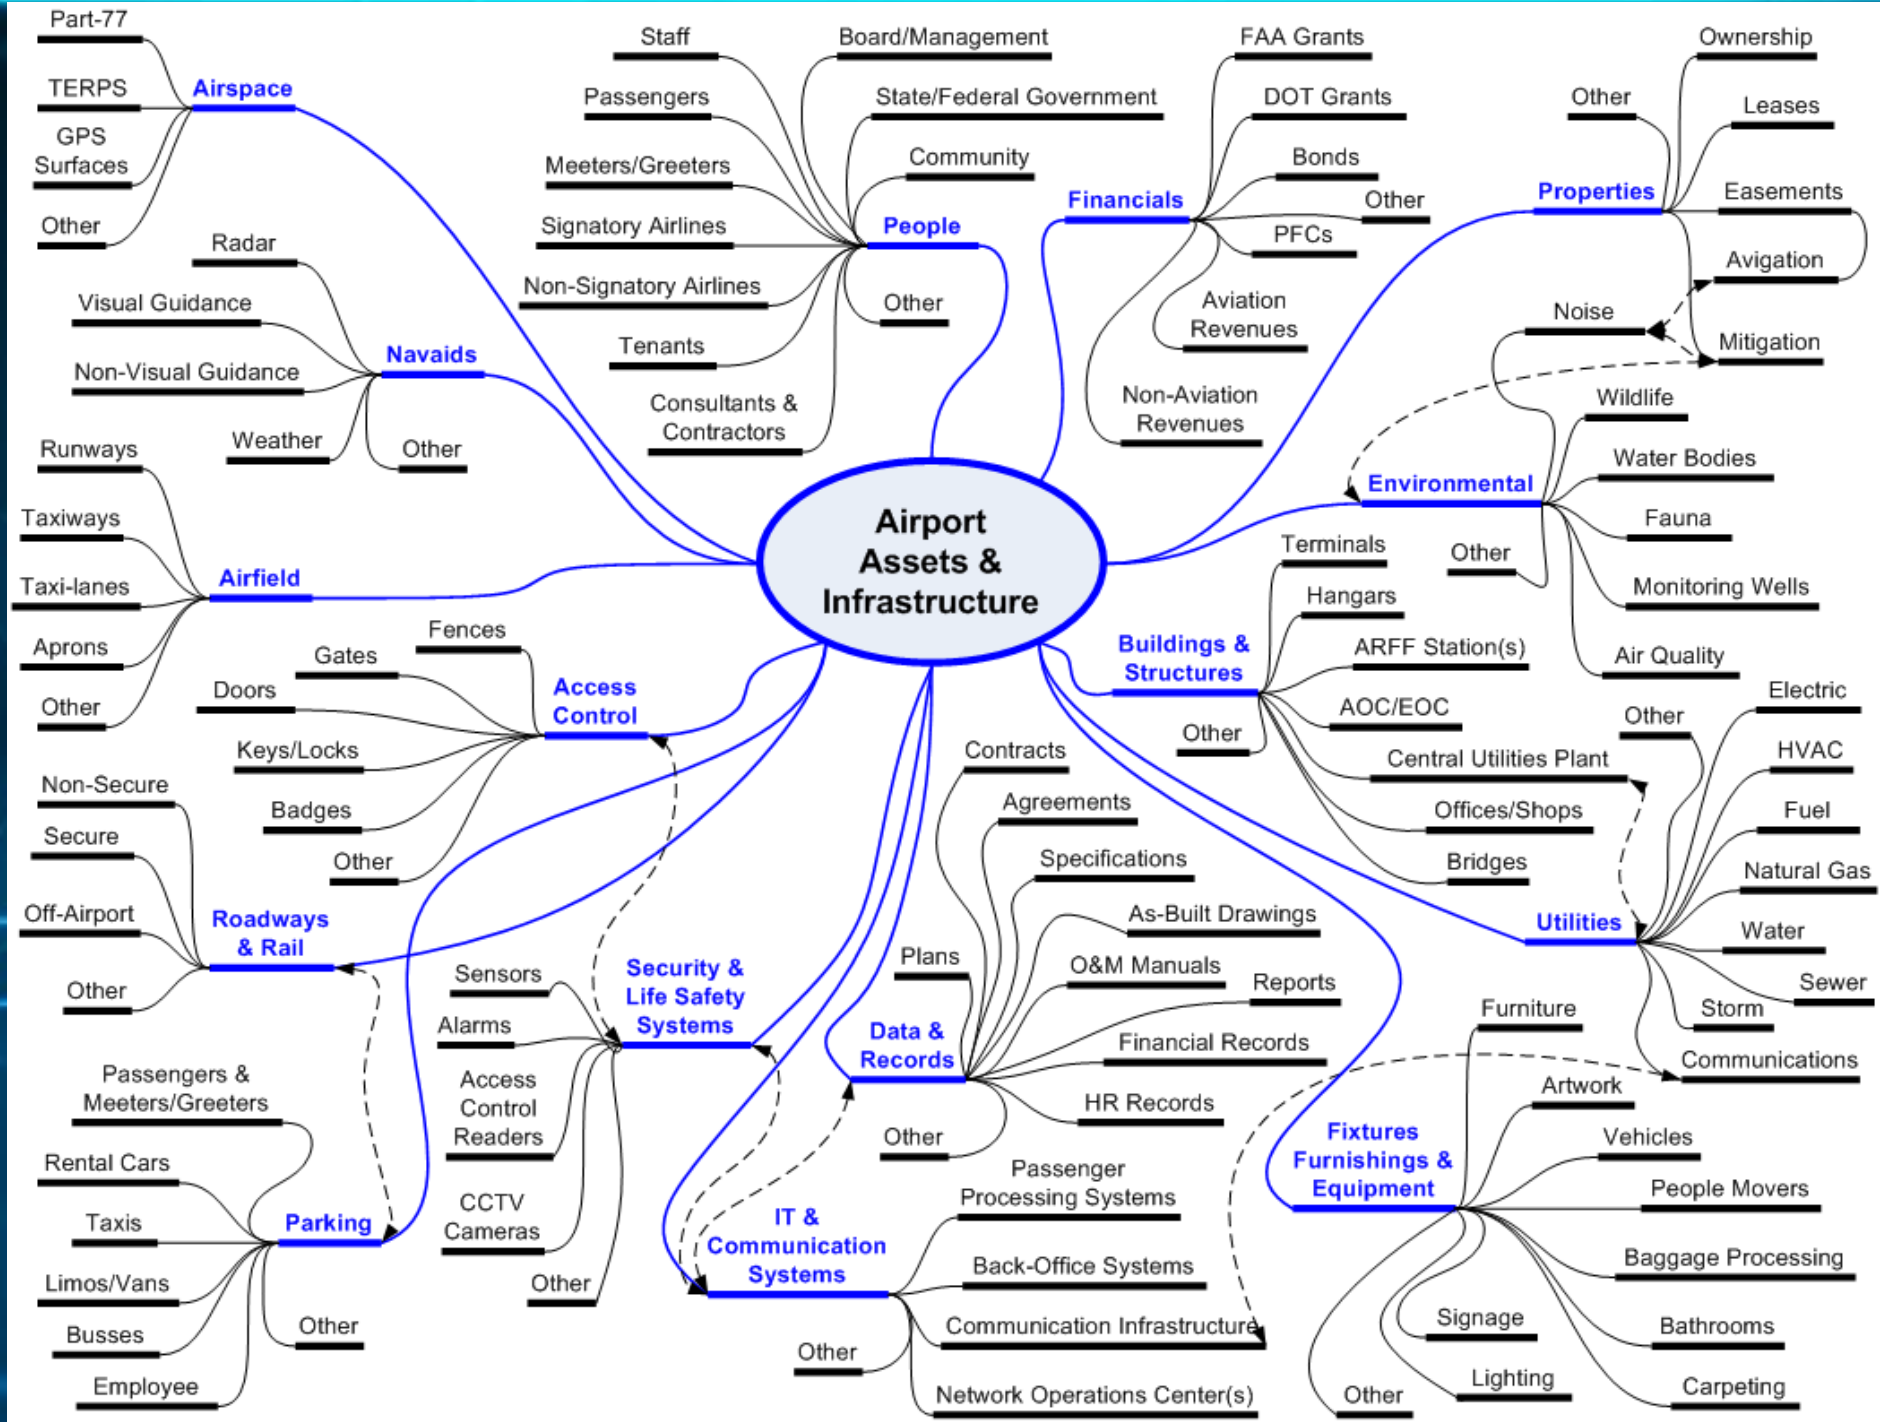 Airport
Assets &
Infrastructure
Airspace
Part-77
TERPS
GPS
Surfaces
Other
Navaids
Radar
Visual Guidance
Non-Visual Guidance
Weather
Other
Airfield
Runways
Taxiways
Taxi-lanes
Aprons
Other
Access
Control
Fences
Gates
Doors
Keys/Locks
Badges
Other
Roadways
& Rail
Non-Secure
Secure
Off-Airport
Other
Parking
Passengers &
Meeters/Greeters
Rental Cars
Taxis
Limos/Vans
Busses
Employee
Other
People
Staff
Passengers
Meeters/Greeters
Signatory Airlines
Non-Signatory Airlines
Tenants
Consultants &
Contractors
Board/Management
State/Federal Government
Community
Other
Financials
FAA Grants
DOT Grants
Bonds
Other
PFCs
Aviation
Revenues
Non-Aviation
Revenues
Properties
Ownership
Other
Leases
Easements
Avigation
Mitigation
Environmental
Noise
Wildlife
Water Bodies
Fauna
Monitoring Wells
Air Quality
Other
Buildings &
Structures
Terminals
Hangars
ARFF Station(s)
AOC/EOC
Central Utilities Plant
Offices/Shops
Bridges
Other
Utilities
Other
Electric
HVAC
Fuel
Natural Gas
Water
Sewer
Storm
Communications
Security &
Life Safety
Systems
Sensors
Alarms
Access
Control
Readers
CCTV
Cameras
Other
Data &
Records
Contracts
Agreements
Specifications
As-Built Drawings
Plans
O&M Manuals
Reports
Financial Records
HR Records
Other
IT &
Communication
Systems
Passenger
Processing Systems
Back-Office Systems
Communication Infrastructure
Network Operations Center(s)
Other
Fixtures
Furnishings &
Equipment
Furniture
Artwork
Vehicles
People Movers
Baggage Processing
Bathrooms
Carpeting
Signage
Lighting
Other